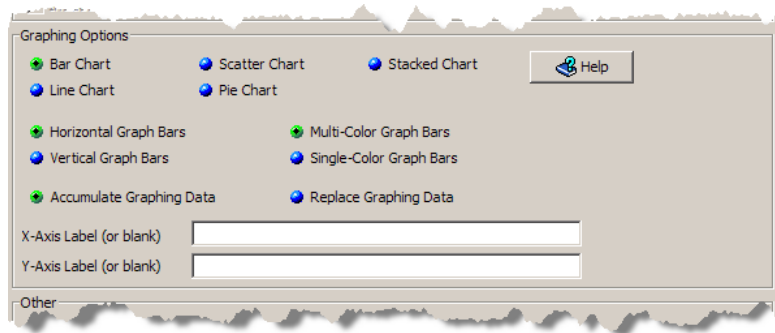 Graphing Options
Bar Chart Scatter Chart Stacked Chart Help
Line Chart Pie Chart
Horizontal Graph Bars Multi-Color Graph Bars
Vertical Graph Bars Single-Color Graph Bars
Accumulate Graphing Data Replace Graphing Data
X-Axis Label (or blank)
Y-Axis Label (or blank)
Other